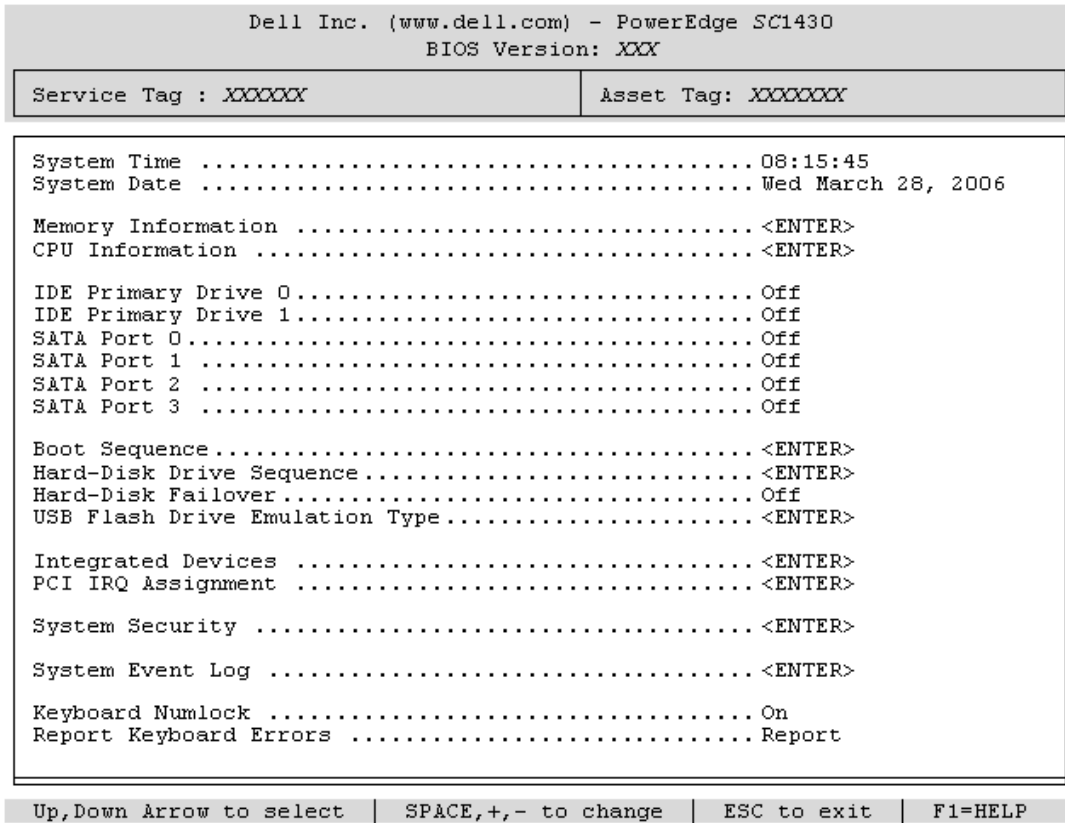 Dell Inc. (www.dell.com) - PowerEdge SC1430
BIOS Version: XXX
Service Tag : XXXXXX Asset Tag: XXXXXXX
System Time ......................................... 08:15:45
System Date ......................................... Wed March 28, 2006
Memory Information .................................. <ENTER>
CPU Information ..................................... <ENTER>
IDE Primary Drive 0.................................. Off
IDE Primary Drive 1.................................. Off
SATA Port 0.......................................... Off
SATA Port 1 ......................................... Off
SATA Port 2 ......................................... Off
SATA Port 3 ......................................... Off
Boot Sequence........................................ <ENTER>
Hard-Disk Drive Sequence............................. <ENTER>
Hard-Disk Failover................................... Off
USB Flash Drive Emulation Type....................... <ENTER>
Integrated Devices .................................. <ENTER>
PCI IRQ Assignment .................................. <ENTER>
System Security ..................................... <ENTER>
System Event Log .................................... <ENTER>
Keyboard Numlock .................................... On
Report Keyboard Errors .............................. Report
Up,Down Arrow to select | SPACE,+,- to change | ESC to exit | F1=HELP